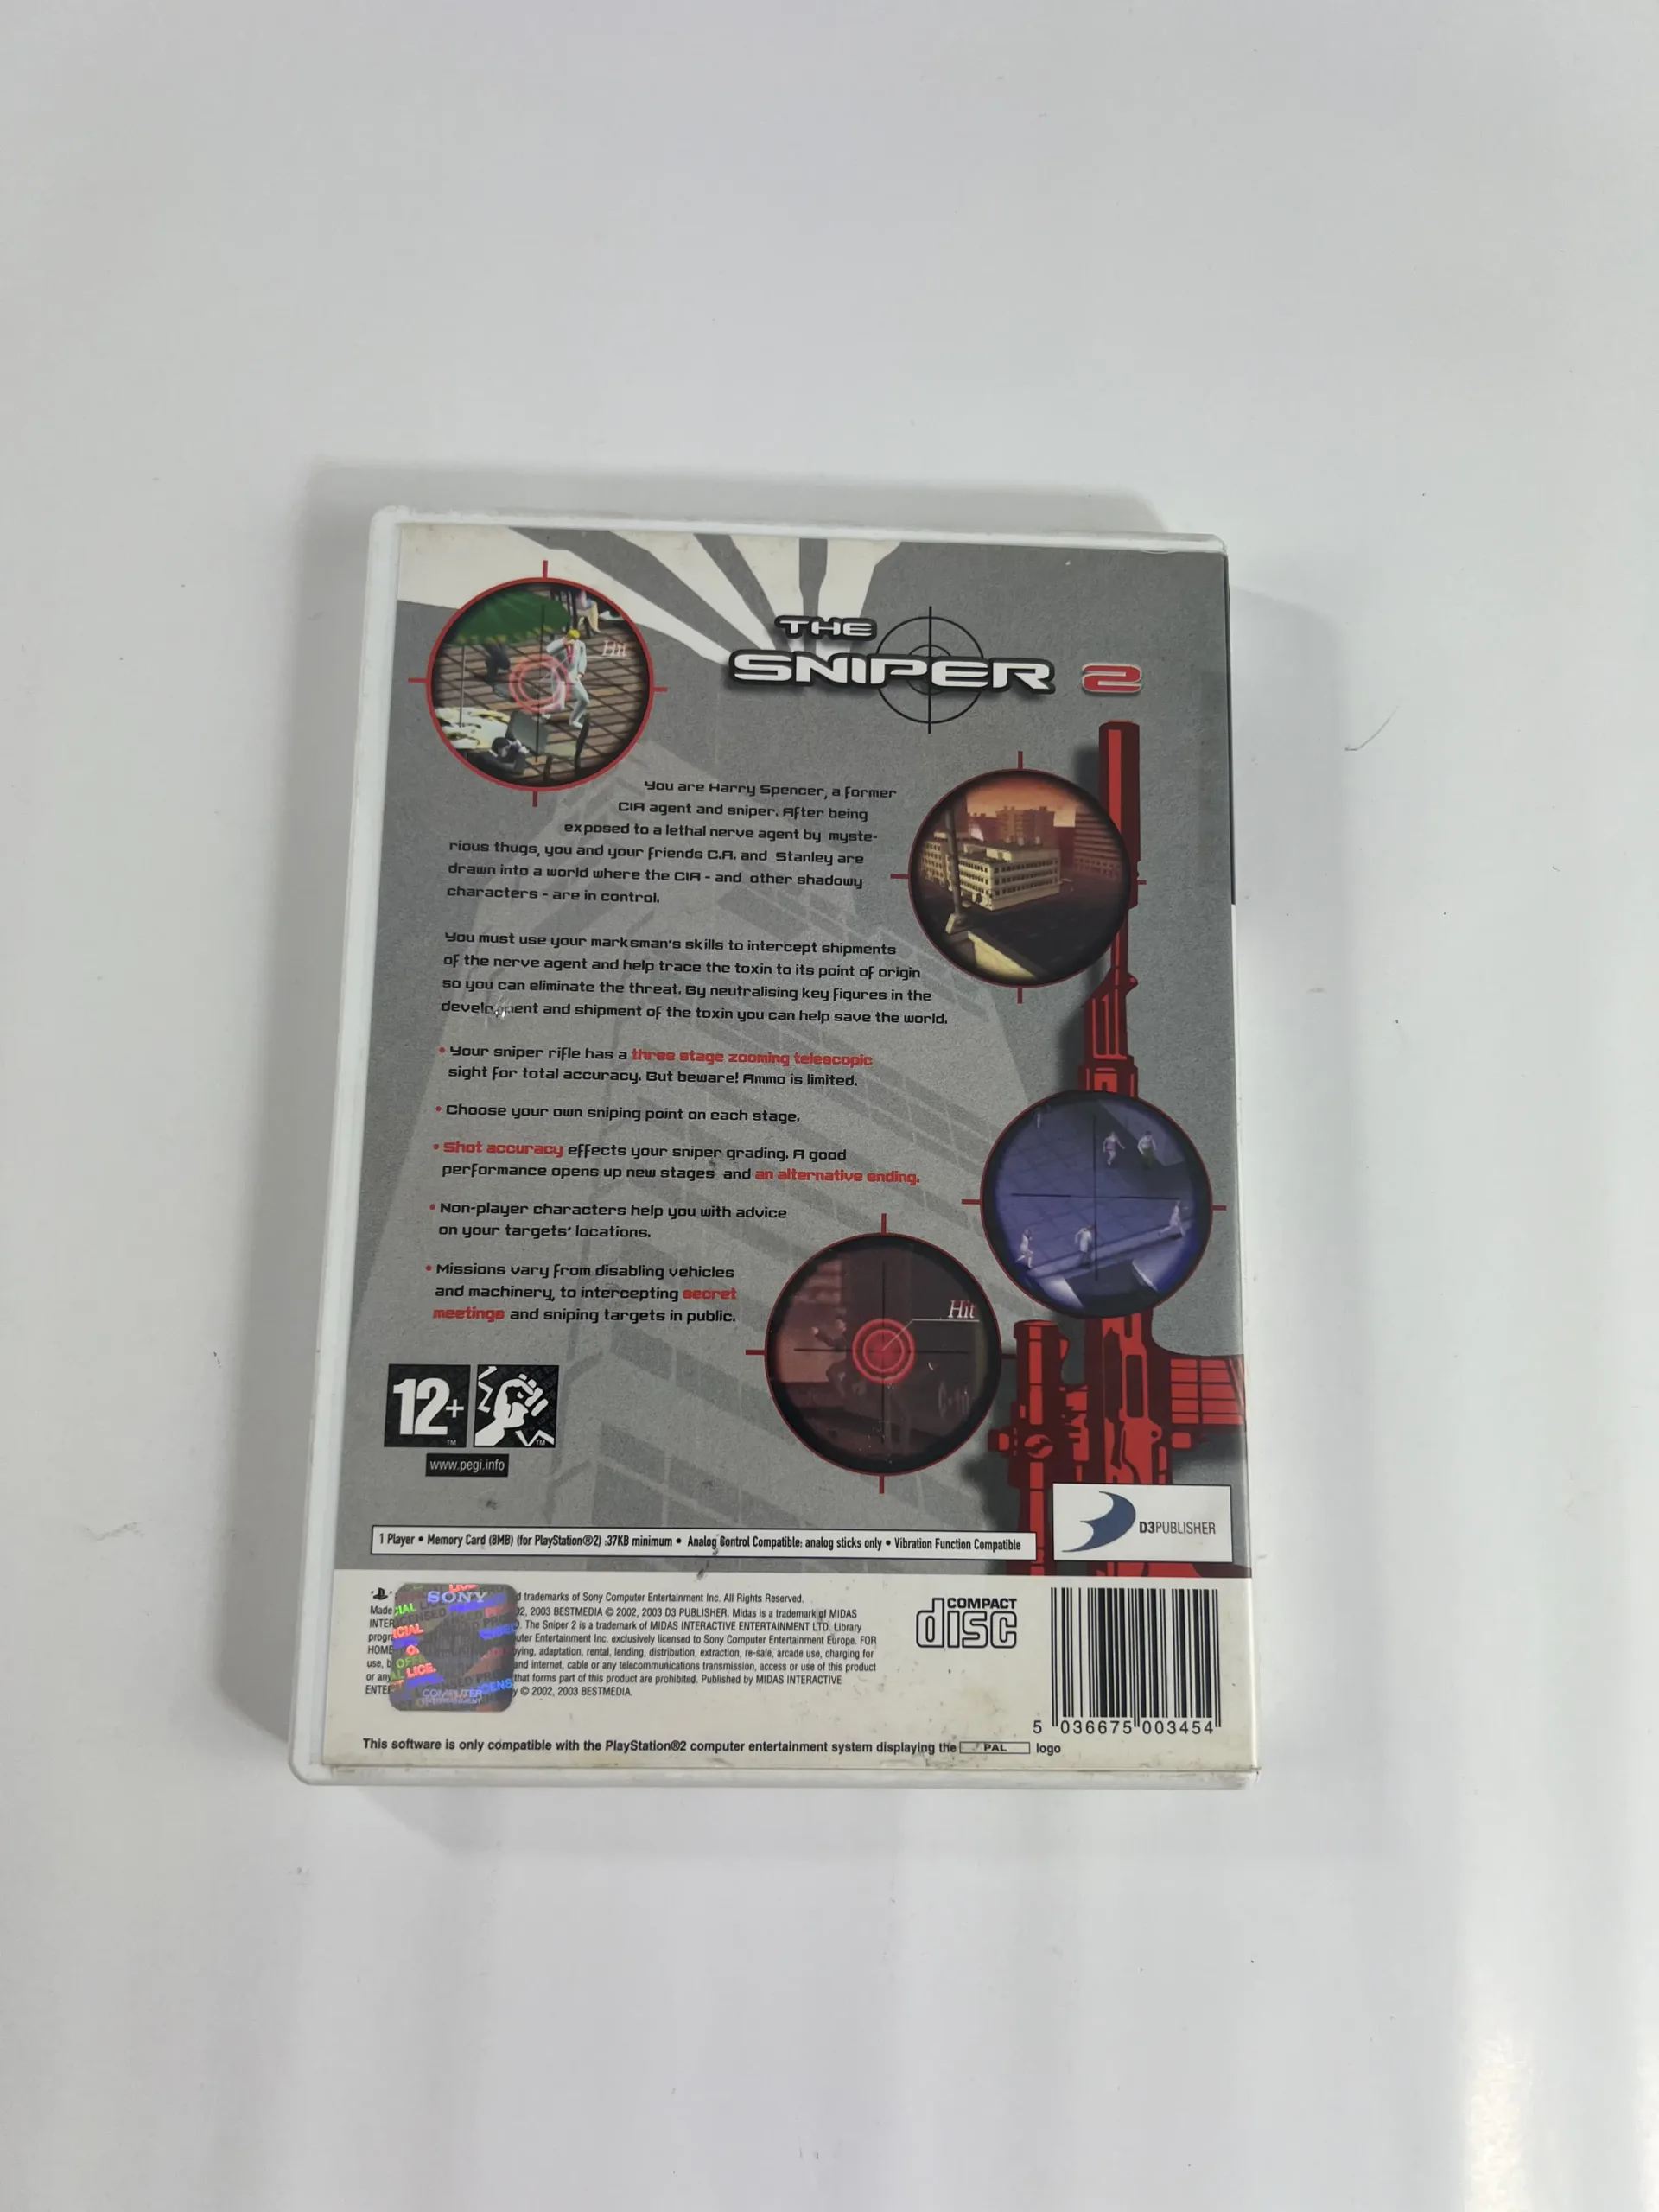 Hit
THE
SNIPER 2
You are Harry Spencer, a former
CIA agent and sniper. After being
exposed to a lethal nerve agent by myste-
rious thugs, you and your friends C.A. and Stanley are
drawn into a world where the CIA - and other shadowy
characters - are in control.
You must use your marksman's skills to intercept shipments
of the nerve agent and help trace the toxin to its point of origin
so you can eliminate the threat. By neutralising key figures in the
and shipment of the toxin you can help save the world.
• Your sniper rifle has a three stage zooming telescopic
sight for total accuracy. But beware! Ammo is limited.
• Choose your own sniping point on each stage.
• Shot accuracy effects your sniper grading. A good
performance opens up new stages and an alternative ending.
• Non-player characters help you with advice
on your targets' locations.
• Missions vary from disabling vehicles
and machinery, to intercepting secret
meetings and sniping targets in public.
Hit
12+
TM
TM
www.pegi.info
D3PUBLISHER
1 Player • Memory Card (8MB) (for PlayStation®2) :37KB minimum • Analog Control Compatible: analog sticks only • Vibration Function Compatible
SONY
trademarks of Sony Computer Entertainment Inc. All Rights Reserved.
Made 2003 BESTMEDIA © 2002, 2003 D3 PUBLISHER. Midas is a trademark of MIDAS
The Sniper 2 is a trademark of MIDAS INTERACTIVE ENTERTAINMENT LTD. Library
Entertainment Inc. exclusively licensed to Sony Computer Entertainment Europe. FOR
HOME adaptation, rental, lending, distribution, extraction, re-sale, arcade use, charging for
use, and internet, cable or any telecommunications transmission, access or use of this product
or any that forms part of this product are prohibited. Published by MIDAS INTERACTIVE
© 2002, 2003 BESTMEDIA.
COMPUTER
COMPACT
disc
5 036675 003454
This software is only compatible with the PlayStation®2 computer entertainment system displaying the PAL logo